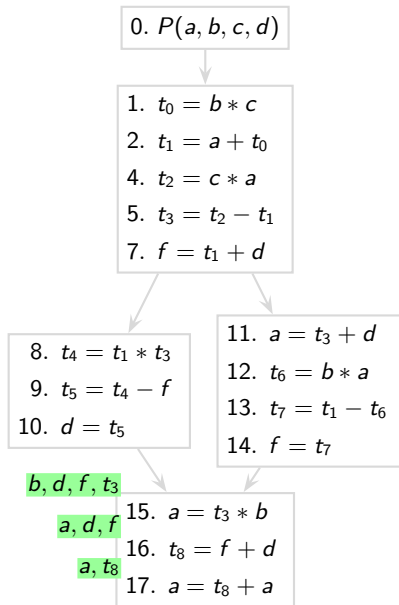 0. P(a, b, c, d)
1. t₀ = b * c
2. t₁ = a + t₀
4. t₂ = c * a
5. t₃ = t₂ − t₁
7. f = t₁ + d
8. t₄ = t₁ * t₃
9. t₅ = t₄ − f
10. d = t₅
11. a = t₃ + d
12. t₆ = b * a
13. t₇ = t₁ − t₆
14. f = t₇
b, d, f, t₃
15. a = t₃ * b
a, d, f
16. t₈ = f + d
a, t₈
17. a = t₈ + a